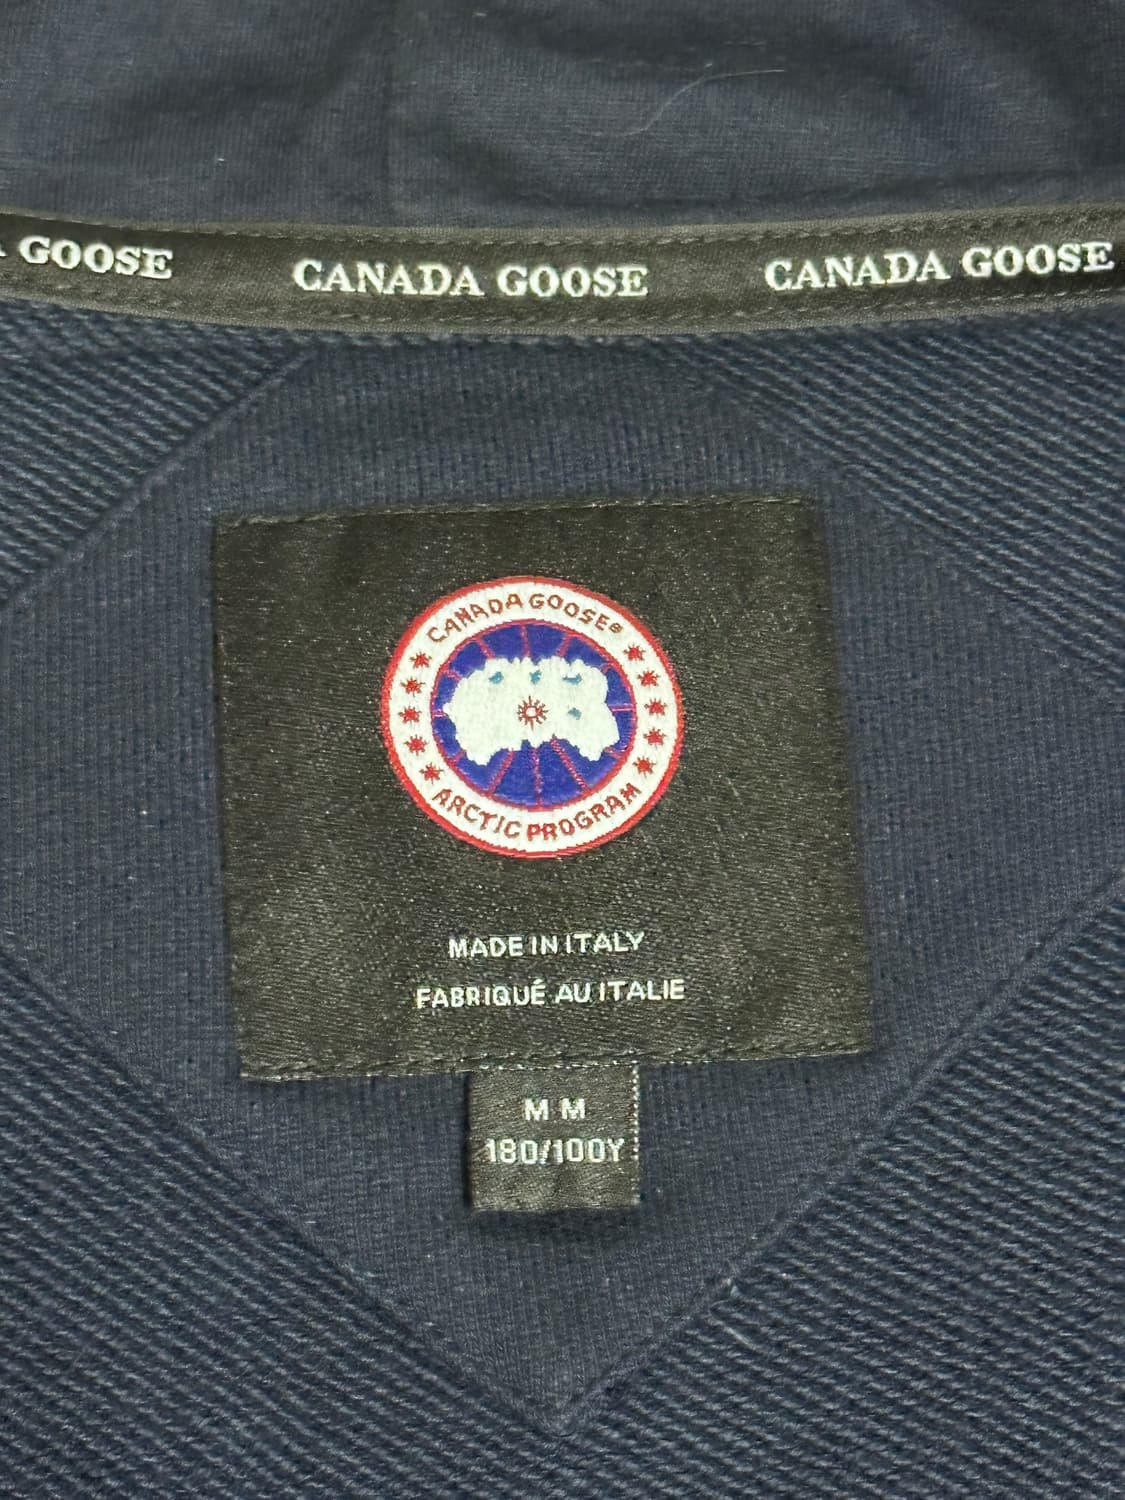 A GOOSE CANADA GOOSE CANADA GOOSE
CANADA GOOSE®
ARCTIC PROGRAM
MADE IN ITALY
FABRIQUÉ AU ITALIE
M M
180/100Y